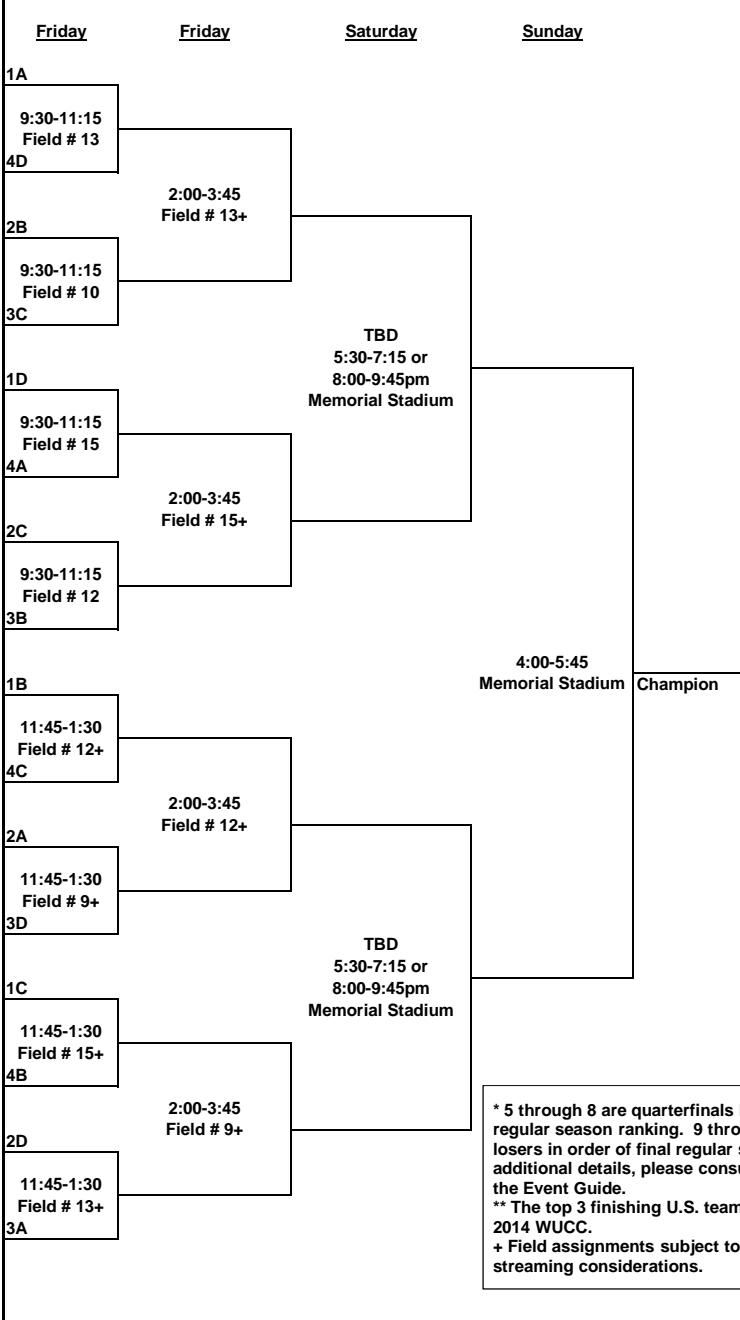 Friday Friday Saturday Sunday
1A
9:30-11:15
Field # 13
4D
2:00-3:45
Field # 13+
2B
9:30-11:15
Field # 10
3C
TBD
5:30-7:15 or
8:00-9:45pm
Memorial Stadium
1D
9:30-11:15
Field # 15
4A
2:00-3:45
Field # 15+
2C
9:30-11:15
Field # 12
3B
4:00-5:45
Memorial Stadium
Champion
1B
11:45-1:30
Field # 12+
4C
2:00-3:45
Field # 12+
2A
11:45-1:30
Field # 9+
3D
TBD
5:30-7:15 or
8:00-9:45pm
Memorial Stadium
1C
11:45-1:30
Field # 15+
4B
2:00-3:45
Field # 9+
2D
11:45-1:30
Field # 13+
3A
* 5 through 8 are quarterfinals
regular season ranking. 9
losers in order of final regular
additional details, please
the Event Guide.
** The top 3 finishing U.S.
2014 WUCC.
+ Field assignments subject to
streaming considerations.